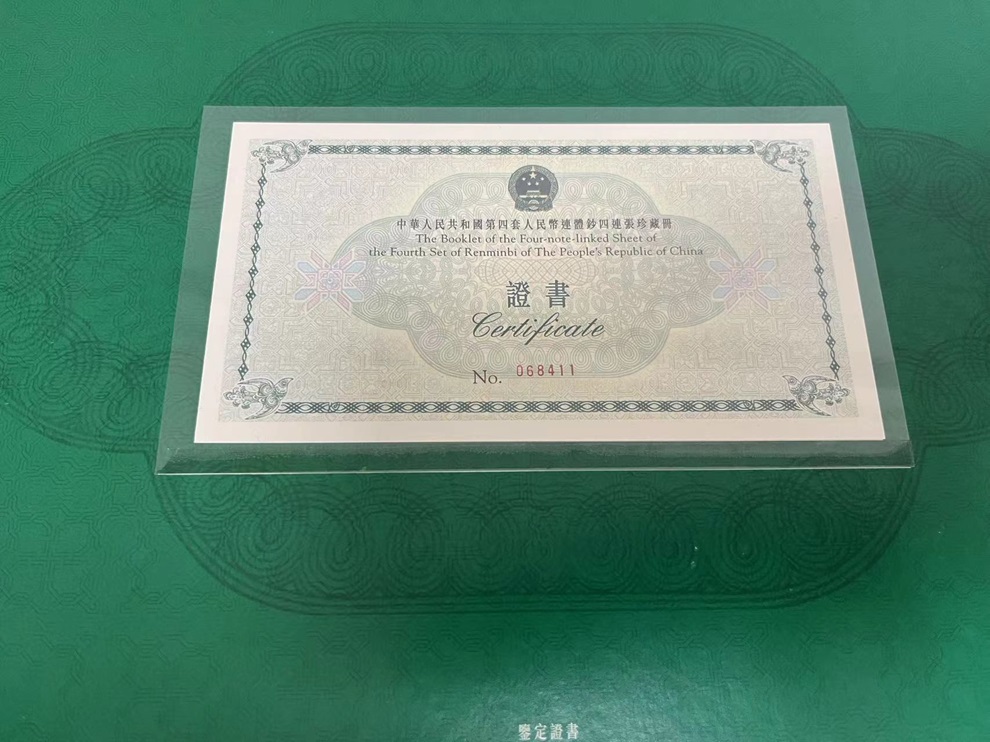 中華人民共和國第四套人民幣連體鈔四連張珍藏冊
The Booklet of the Four-note-linked Sheet of
the Fourth Set of Renminbi of The People's Republic of China
證書
Certificate
No. 068411
鑒定證書